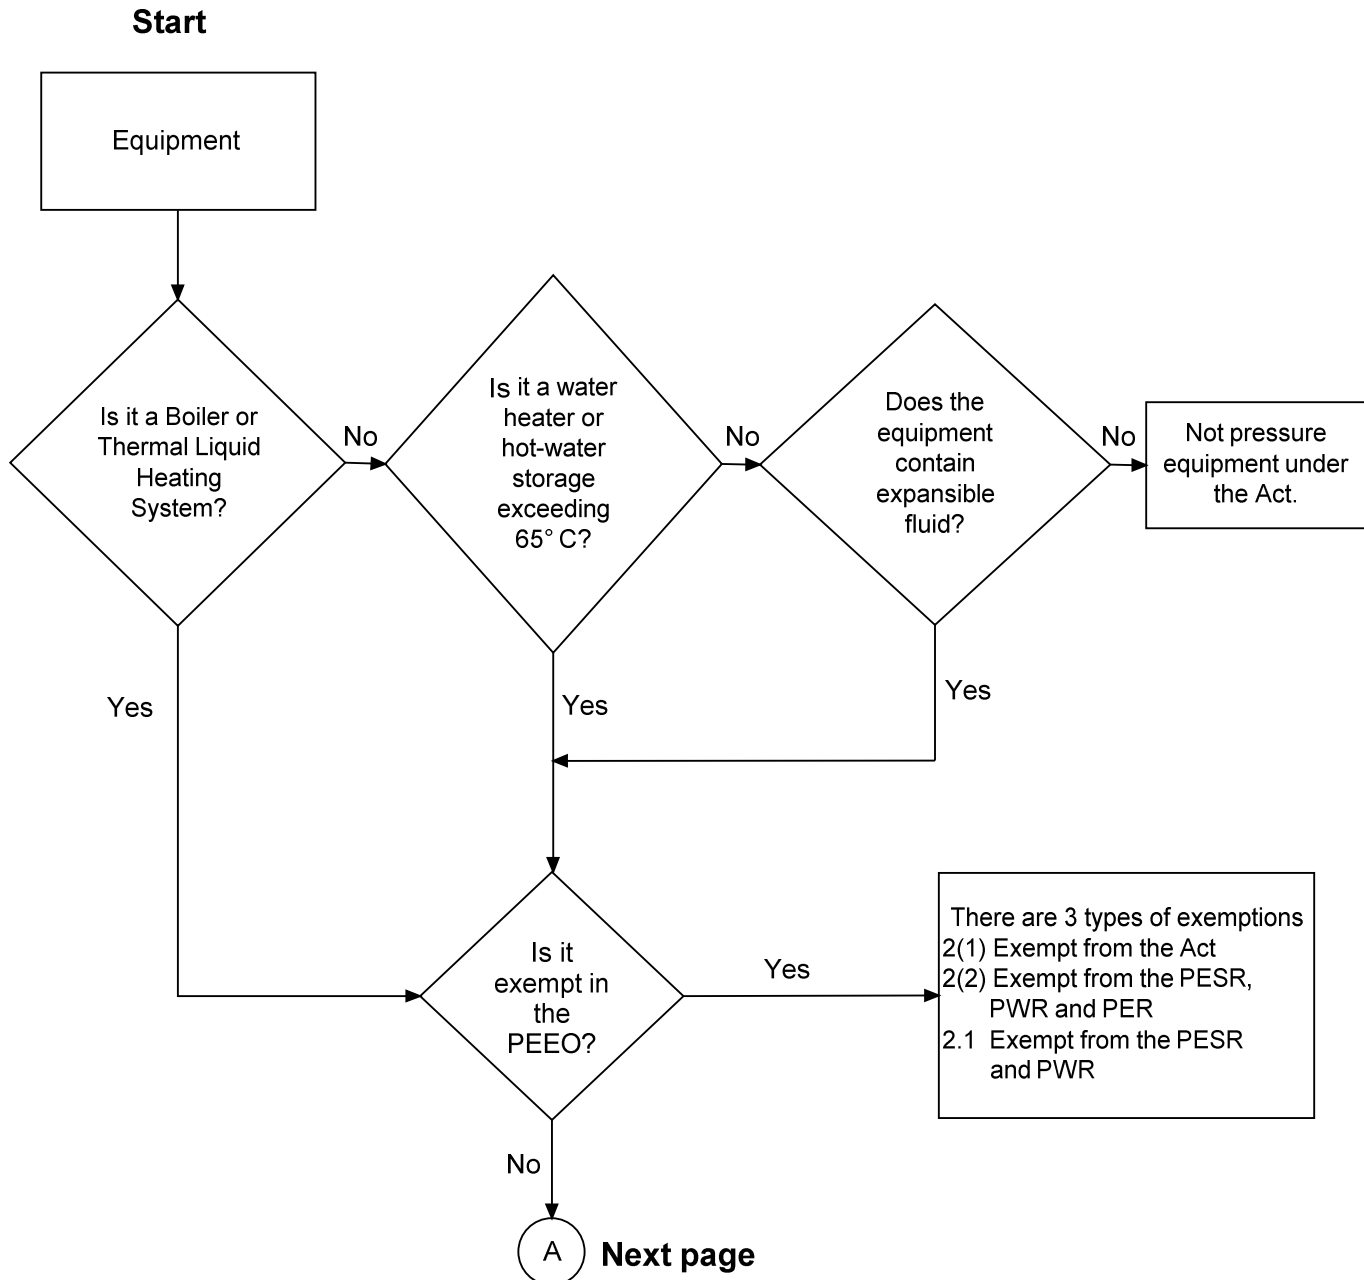 Start
Equipment
Is it a Boiler or
Thermal Liquid
Heating
System?
No
Is it a water
heater or
hot-water
storage
exceeding
65° C?
No
Does the
equipment
contain
expansible
fluid?
No
Not pressure
equipment under
the Act.
Yes
Yes
Yes
Is it
exempt in
the
PEEO?
Yes
There are 3 types of exemptions
2(1) Exempt from the Act
2(2) Exempt from the PESR,
PWR and PER
2.1 Exempt from the PESR
and PWR
No
A
Next page